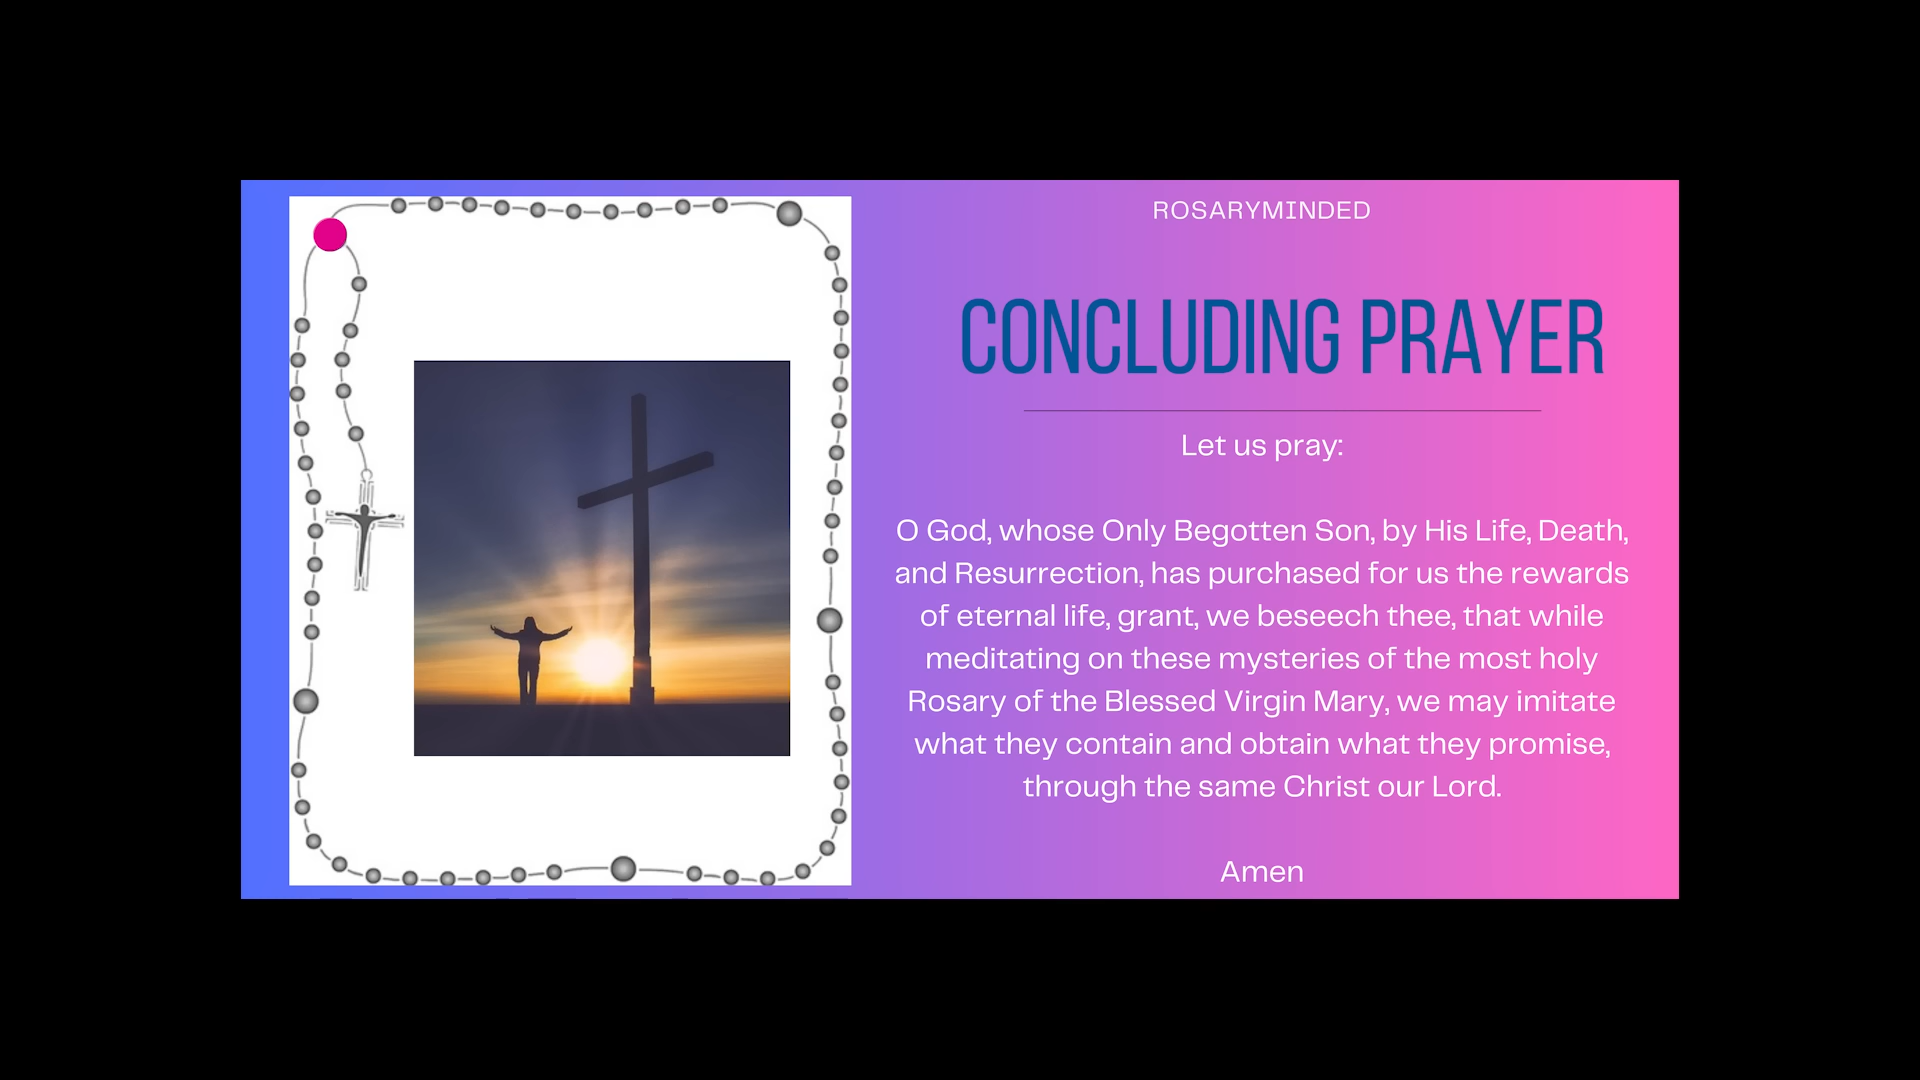 ROSARYMINDED
CONCLUDING PRAYER
Let us pray:
O God, whose Only Begotten Son, by His Life, Death,
and Resurrection, has purchased for us the rewards
of eternal life, grant, we beseech thee, that while
meditating on these mysteries of the most holy
Rosary of the Blessed Virgin Mary, we may imitate
what they contain and obtain what they promise,
through the same Christ our Lord.
Amen